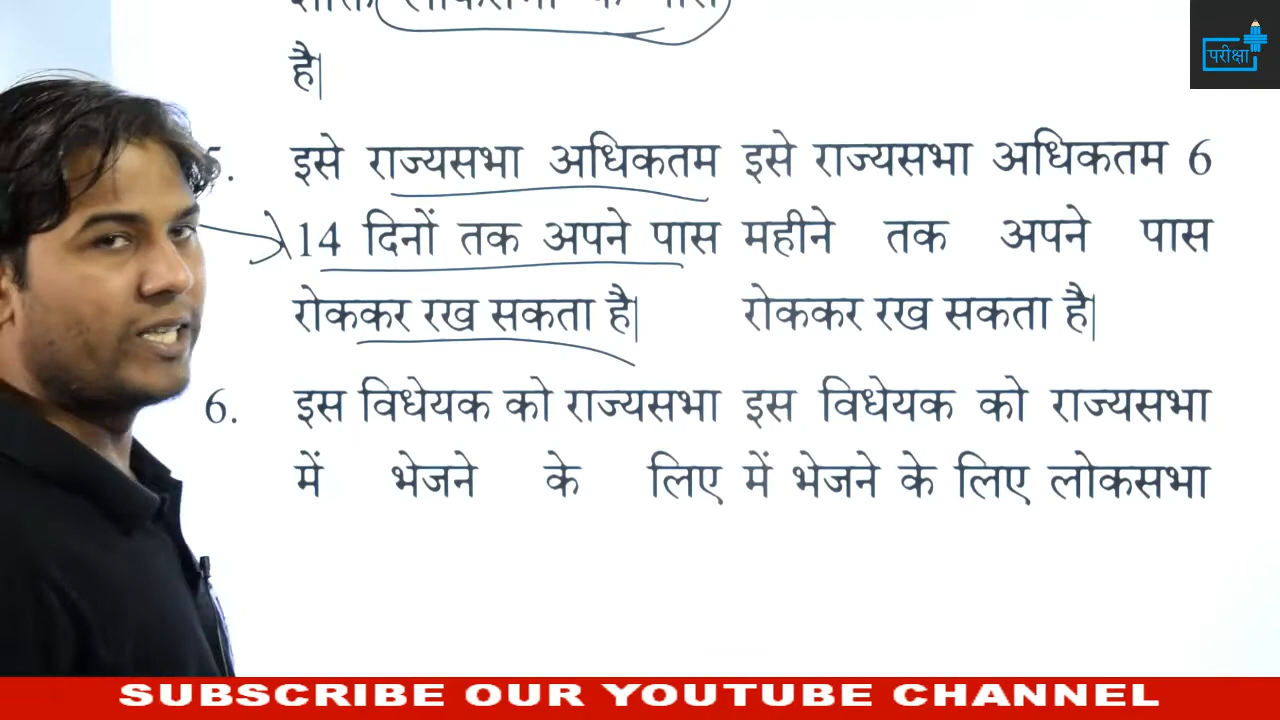 परीक्षा
है|
5. इसे राज्यसभा अधिकतम
14 दिनों तक अपने पास
रोककर रख सकता है|
इसे राज्यसभा अधिकतम 6
महीने तक अपने पास
रोककर रख सकता है|
6. इस विधेयक को राज्यसभा
में भेजने के लिए
इस विधेयक को राज्यसभा
में भेजने के लिए लोकसभा
SUBSCRIBE OUR YOUTUBE CHANNEL